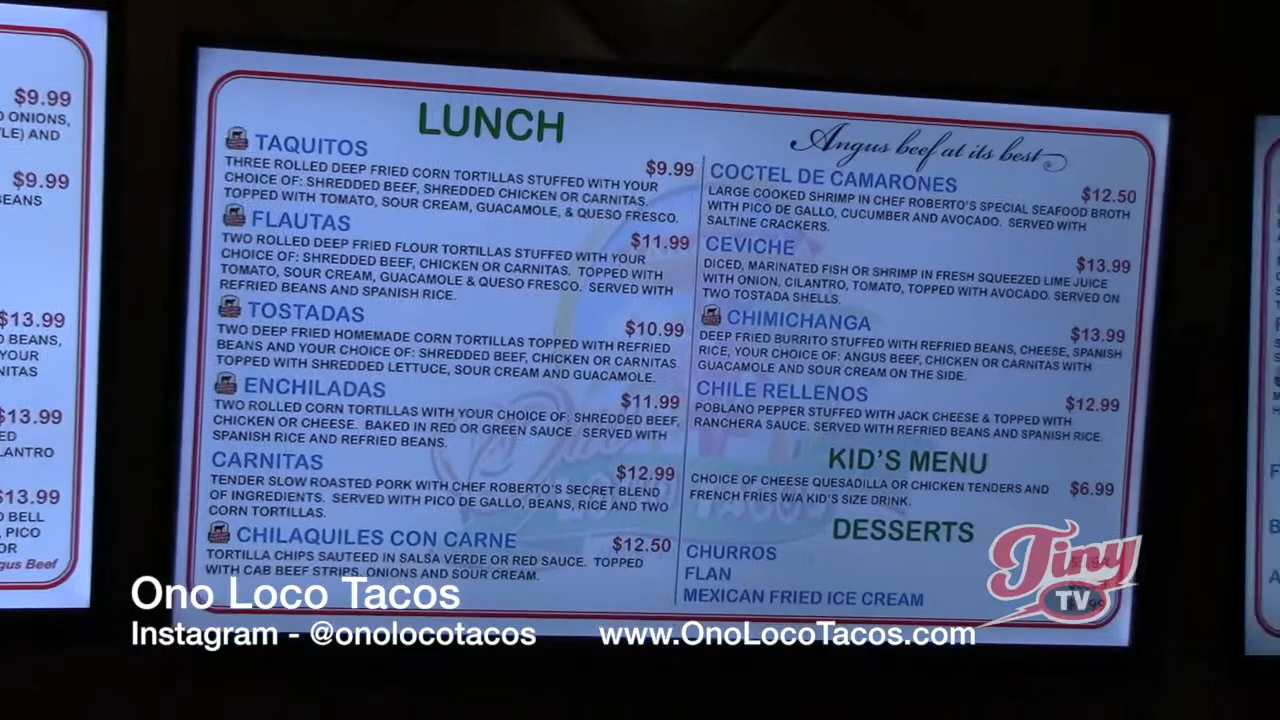 $9.99
ONIONS,
LE) AND
$9.99
BEANS
$13.99
BEANS,
YOUR
NITAS
$13.99
ED
LANTRO
$13.99
BELL
PICO
OR
gus Beef
LUNCH
TAQUITOS
$9.99
THREE ROLLED DEEP FRIED CORN TORTILLAS STUFFED WITH YOUR
CHOICE OF: SHREDDED BEEF, SHREDDED CHICKEN OR CARNITAS.
TOPPED WITH TOMATO, SOUR CREAM, GUACAMOLE, & QUESO FRESCO.
FLAUTAS
$11.99
TWO ROLLED DEEP FRIED FLOUR TORTILLAS STUFFED WITH YOUR
CHOICE OF: SHREDDED BEEF, CHICKEN OR CARNITAS. TOPPED WITH
TOMATO, SOUR CREAM, GUACAMOLE & QUESO FRESCO. SERVED WITH
REFRIED BEANS AND SPANISH RICE.
TOSTADAS
$10.99
TWO DEEP FRIED HOMEMADE CORN TORTILLAS TOPPED WITH REFRIED
BEANS AND YOUR CHOICE OF: SHREDDED BEEF, CHICKEN OR CARNITAS
TOPPED WITH SHREDDED LETTUCE, SOUR CREAM AND GUACAMOLE.
ENCHILADAS
$11.99
TWO ROLLED CORN TORTILLAS WITH YOUR CHOICE OF: SHREDDED BEEF,
CHICKEN OR CHEESE. BAKED IN RED OR GREEN SAUCE. SERVED WITH
SPANISH RICE AND REFRIED BEANS.
CARNITAS
$12.99
TENDER SLOW ROASTED PORK WITH CHEF ROBERTO'S SECRET BLEND
OF INGREDIENTS. SERVED WITH PICO DE GALLO, BEANS, RICE AND TWO
CORN TORTILLAS.
CHILAQUILES CON CARNE
$12.50
TORTILLA CHIPS SAUTEED IN SALSA VERDE OR RED SAUCE. TOPPED
WITH CAB BEEF STRIPS, ONIONS AND SOUR CREAM.
Angus beef at its best
COCTEL DE CAMARONES
$12.50
LARGE COOKED SHRIMP IN CHEF ROBERTO'S SPECIAL SEAFOOD BROTH
WITH PICO DE GALLO, CUCUMBER AND AVOCADO. SERVED WITH
SALTINE CRACKERS.
CEVICHE
$13.99
DICED, MARINATED FISH OR SHRIMP IN FRESH SQUEEZED LIME JUICE
WITH ONION, CILANTRO, TOMATO, TOPPED WITH AVOCADO. SERVED ON
TWO TOSTADA SHELLS.
CHIMICHANGA
$13.99
DEEP FRIED BURRITO STUFFED WITH REFRIED BEANS, CHEESE, SPANISH
RICE, YOUR CHOICE OF: ANGUS BEEF, CHICKEN OR CARNITAS WITH
GUACAMOLE AND SOUR CREAM ON THE SIDE.
CHILE RELLENOS
$12.99
POBLANO PEPPER STUFFED WITH JACK CHEESE & TOPPED WITH
RANCHERA SAUCE. SERVED WITH REFRIED BEANS AND SPANISH RICE.
KID'S MENU
CHOICE OF CHEESE QUESADILLA OR CHICKEN TENDERS AND
$6.99
FRENCH FRIES W/A KID'S SIZE DRINK.
DESSERTS
CHURROS
FLAN
MEXICAN FRIED ICE CREAM
Tiny
TV
Ono Loco Tacos
Instagram - @onolocotacos www.OnoLocoTacos.com